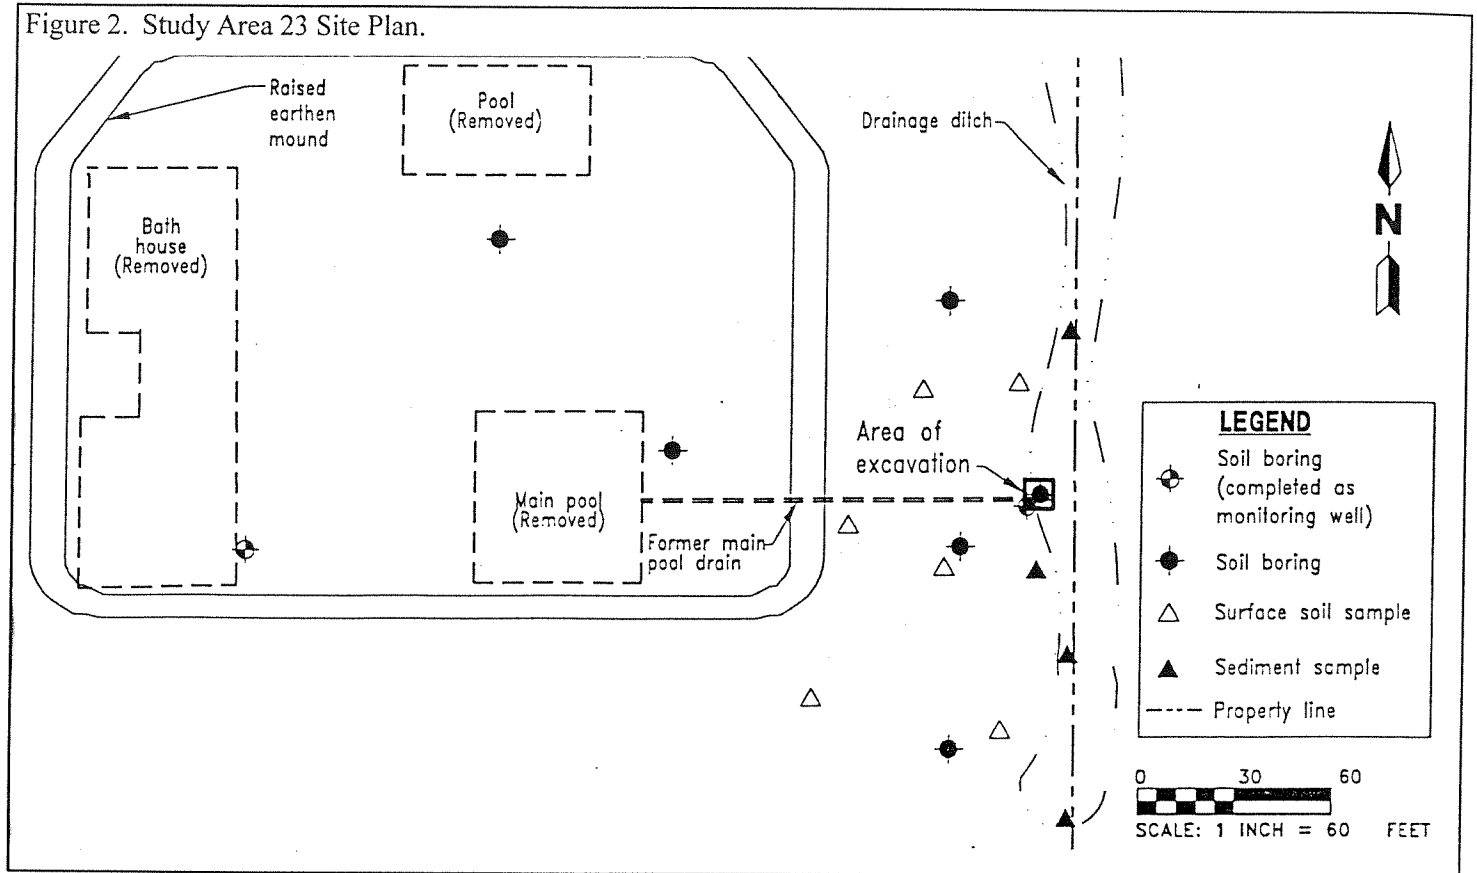 Figure 2. Study Area 23 Site Plan.
Raised
earthen
mound
Pool
(Removed)
Drainage ditch
N
Bath
house
(Removed)
Area of
excavation
Main pool
(Removed)
Former main
pool drain
LEGEND
Soil boring
(completed as
monitoring well)
Soil boring
Surface soil sample
Sediment sample
Property line
0 30 60
SCALE: 1 INCH = 60 FEET